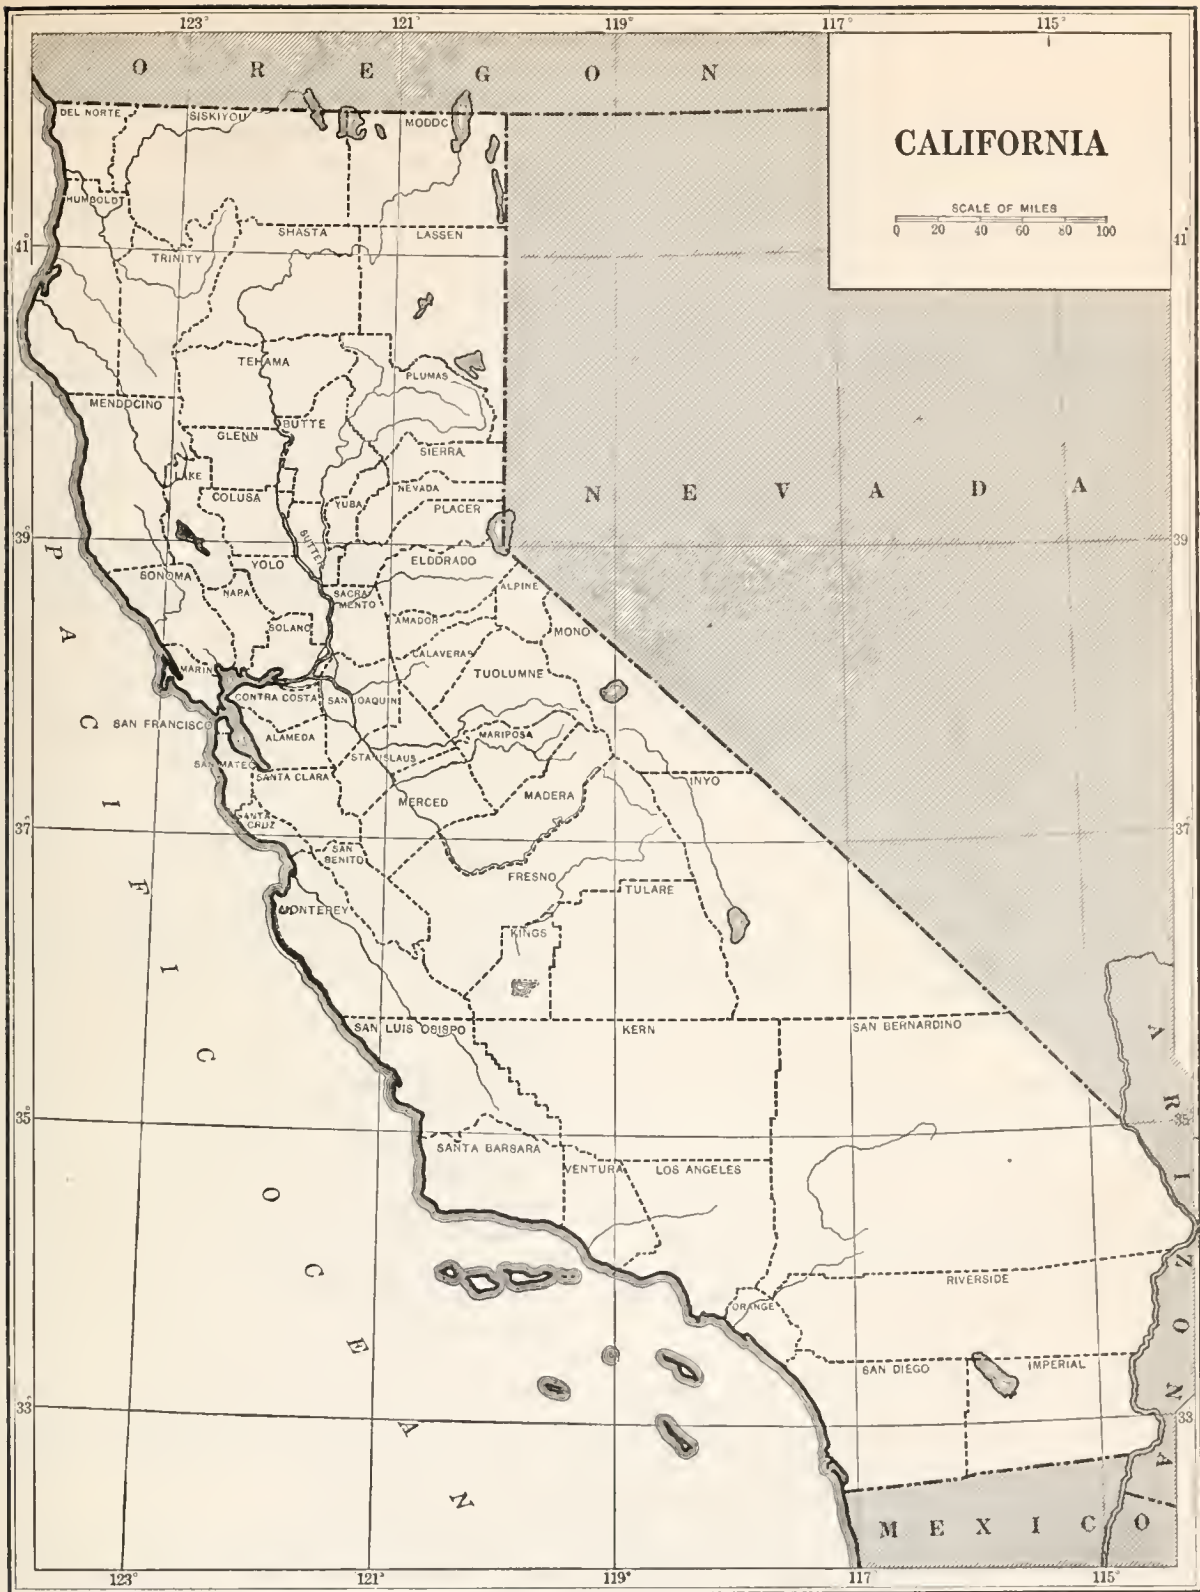 123° 121° 119° 117° 115°
OREGON
CALIFORNIA
SCALE OF MILES
0 20 40 60 80 100
DEL NORTE
SISKIYOU
MODOC
HUMBOLDT
TRINITY
SHASTA
LASSEN
41° 41°
TEHAMA
PLUMAS
MENDOCINO
BUTTE
GLENN
SIERRA
LAKE
COLUSA
NEVADA
YUBA
PLACER
NEVADA
39° 39
SUTTER
YOLO
ELDORADO
SONOMA
NAPA
SACRA-
MENTO
ALPINE
SOLANO
AMADOR
MONO
CALAVERAS
MARIN
TUOLUMNE
CONTRA COSTA
SAN JOAQUIN
SAN FRANCISCO
ALAMEDA
MARIPOSA
SAN MATEO
STANISLAUS
SANTA CLARA
INYO
MERCED
MADERA
SANTA
CRUZ
37° 37
SAN
BENITO
FRESNO
TULARE
MONTEREY
KINGS
SAN LUIS OBISPO
KERN
SAN BERNARDINO
35° 35
SANTA BARBARA
VENTURA
LOS ANGELES
RIVERSIDE
ORANGE
SAN DIEGO
IMPERIAL
33° 33
PACIFIC OCEAN
ARIZONA
MEXICO
123° 121° 119° 117 115°